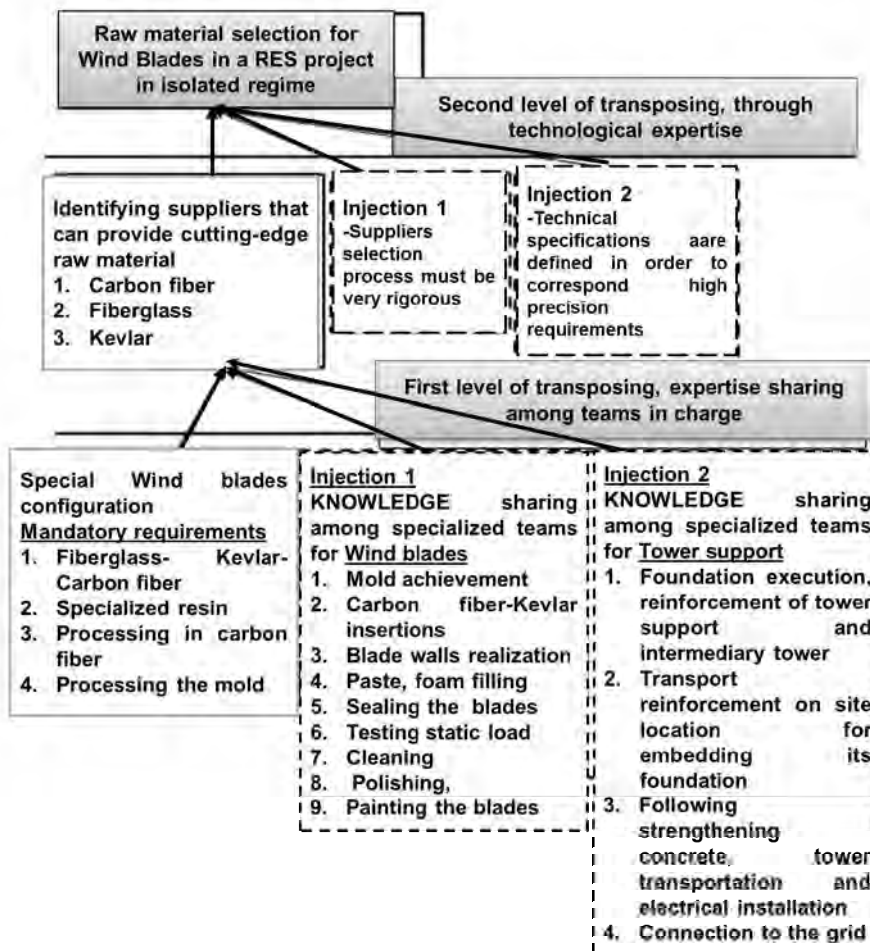 Raw material selection for
Wind Blades in a RES project
in isolated regime
Second level of transposing, through
technological expertise
Identifying suppliers that
can provide cutting-edge
raw material
1. Carbon fiber
2. Fiberglass
3. Kevlar
Injection 1
-Suppliers
selection
process must be
very rigorous
Injection 2
-Technical
specifications aare
defined in order to
correspond high
precision
requirements
First level of transposing, expertise sharing
among teams in charge
Special Wind blades
configuration
Mandatory requirements
1. Fiberglass- Kevlar-
Carbon fiber
2. Specialized resin
3. Processing in carbon
fiber
4. Processing the mold
Injection 1
KNOWLEDGE sharing
among specialized teams
for Wind blades
1. Mold achievement
2. Carbon fiber-Kevlar
insertions
3. Blade walls realization
4. Paste, foam filling
5. Sealing the blades
6. Testing static load
7. Cleaning
8. Polishing,
9. Painting the blades
Injection 2
KNOWLEDGE sharing
among specialized teams
for Tower support
1. Foundation execution,
reinforcement of tower
support and
intermediary tower
2. Transport
reinforcement on site
location for
embedding its
foundation
3. Following
strengthening
concrete, tower
transportation and
electrical installation
4. Connection to the grid